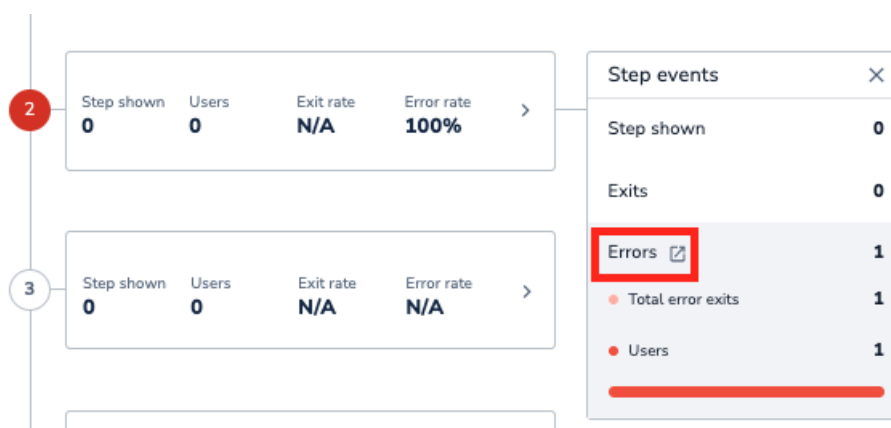 2
Step shown Users Exit rate Error rate
0 0 N/A 100%
3
Step shown Users Exit rate Error rate
0 0 N/A N/A
Step events
Step shown 0
Exits 0
Errors 1
Total error exits 1
Users 1